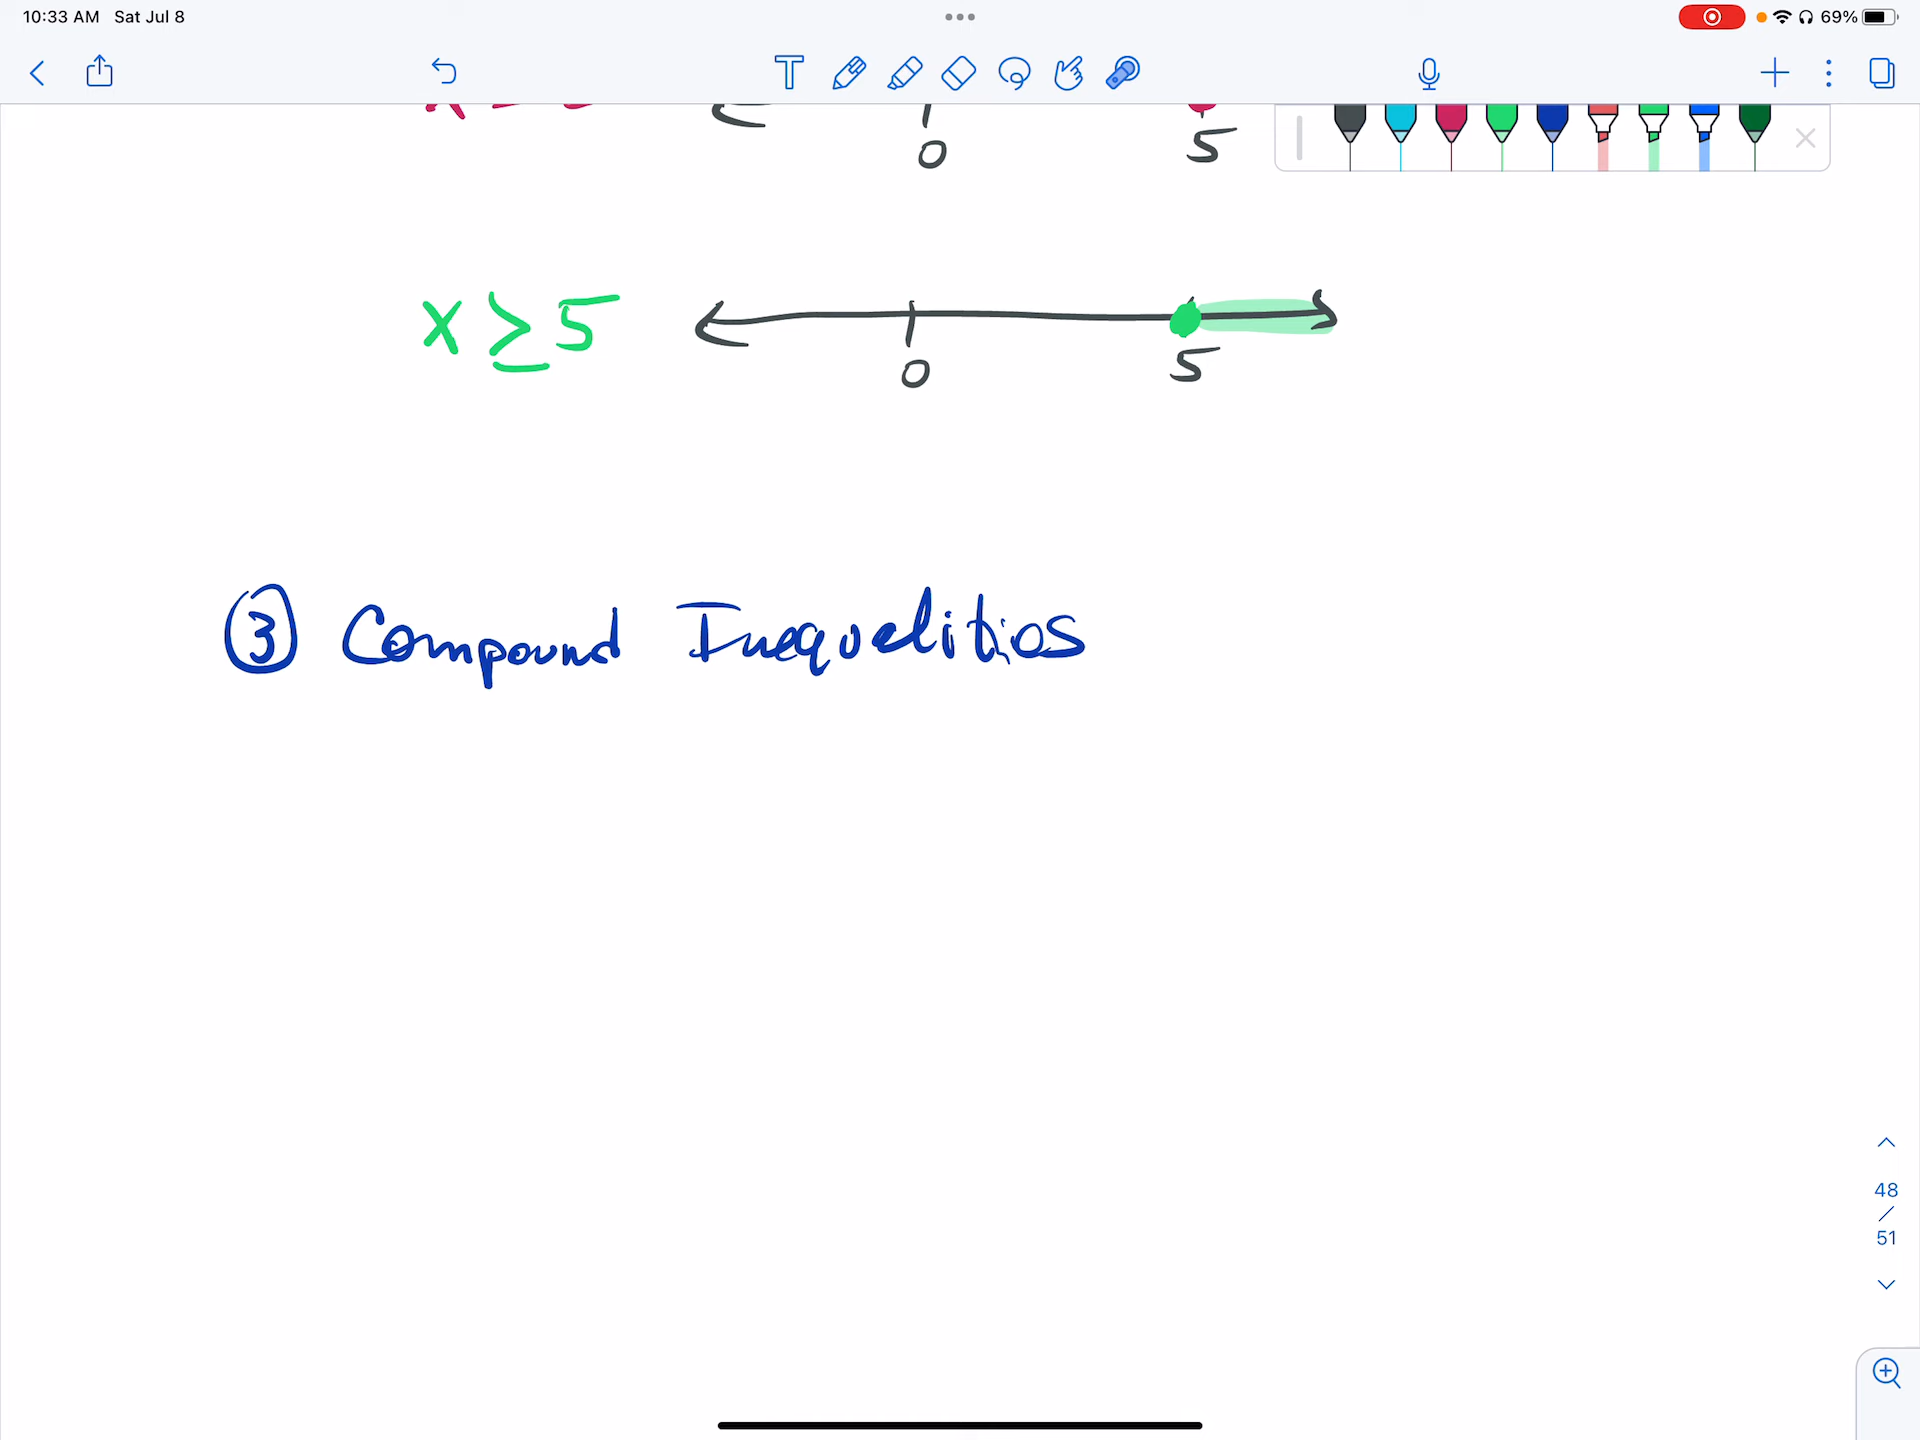 10:33 AM Sat Jul 8
69%
0 5
x ≥ 5
0 5
③ Compound Inequalities
48
/
51